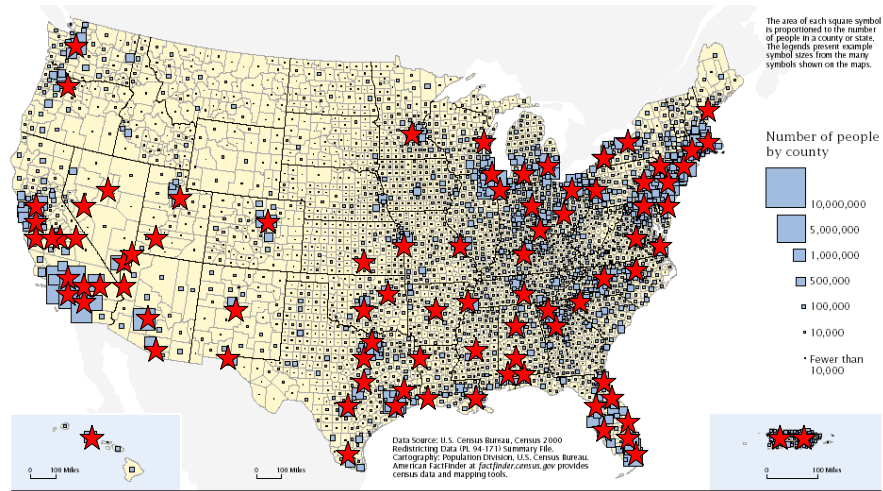 The area of each square symbol
is proportioned to the number
of people in a county or state.
The legends present example
symbol sizes from the many
symbols shown on the maps.
Number of people
by county
10,000,000
5,000,000
1,000,000
500,000
100,000
10,000
Fewer than
10,000
Data Source: U.S. Census Bureau, Census 2000
Redistricting Data (PL 94-171) Summary File.
Cartography: Population Division, U.S. Census Bureau.
American FactFinder at factfinder.census.gov provides
census data and mapping tools.
0 100 Miles
0 100 Miles
0 100 Miles